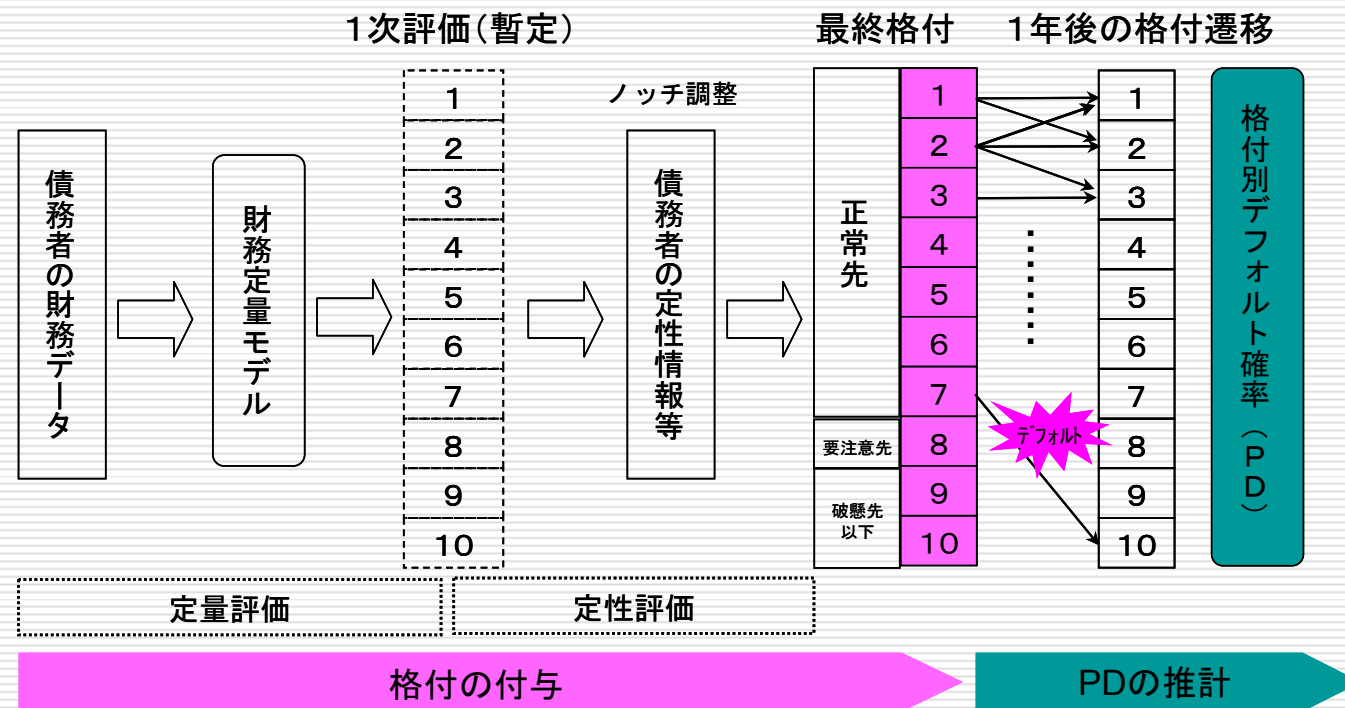 1次評価(暫定)
最終格付
1年後の格付遷移
債務者の財務データ
財務定量モデル
1
2
3
4
5
6
7
8
9
10
ノッチ調整
債務者の定性情報等
正常先
要注意先
破懸先
以下
1
2
3
4
5
6
7
8
9
10
デフォルト
1
2
3
4
5
6
7
8
9
10
格付別デフォルト確率(PD)
定量評価
定性評価
格付の付与
PDの推計